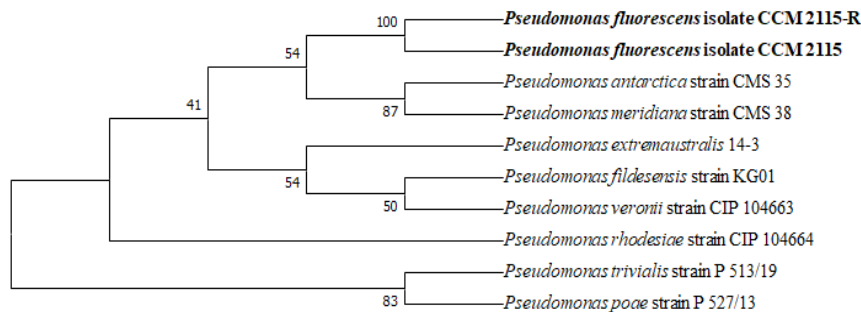 100
Pseudomonas fluorescens isolate CCM 2115-R
54
Pseudomonas fluorescens isolate CCM 2115
Pseudomonas antarctica strain CMS 35
41
87
Pseudomonas meridiana strain CMS 38
Pseudomonas extremaustralis 14-3
54
Pseudomonas fildesensis strain KG01
50
Pseudomonas veronii strain CIP 104663
Pseudomonas rhodesiae strain CIP 104664
Pseudomonas trivialis strain P 513/19
83
Pseudomonas poae strain P 527/13